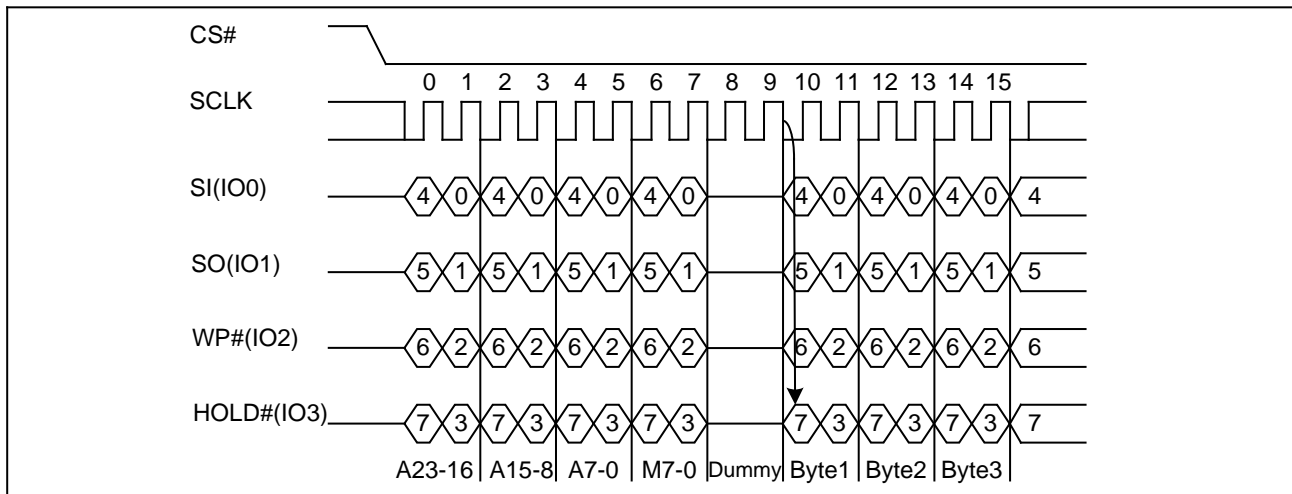 CS#
0 1 2 3 4 5 6 7 8 9 10 11 12 13 14 15
SCLK
SI(IO0) 4 0 4 0 4 0 4 0 4 0 4 0 4 0 4
SO(IO1) 5 1 5 1 5 1 5 1 5 1 5 1 5 1 5
WP#(IO2) 6 2 6 2 6 2 6 2 6 2 6 2 6 2 6
HOLD#(IO3) 7 3 7 3 7 3 7 3 7 3 7 3 7 3 7
A23-16 A15-8 A7-0 M7-0 Dummy Byte1 Byte2 Byte3